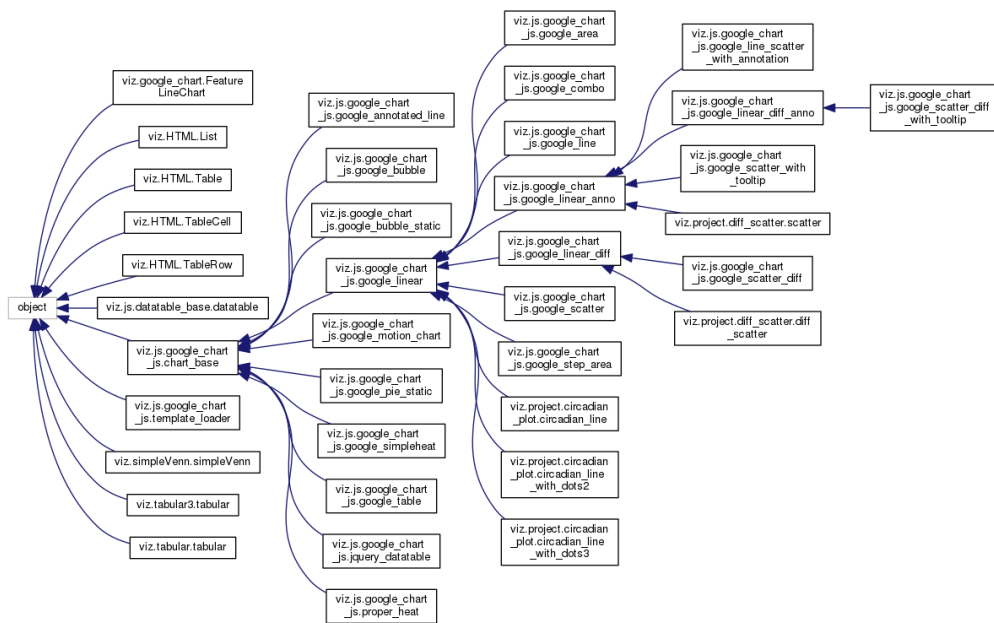 object
viz.google_chart.Feature
LineChart
viz.HTML.List
viz.HTML.Table
viz.HTML.TableCell
viz.HTML.TableRow
viz.js.datatable_base.datatable
viz.js.google_chart
_js.chart_base
viz.js.google_chart
_js.template_loader
viz.simpleVenn.simpleVenn
viz.tabular3.tabular
viz.tabular.tabular
viz.js.google_chart
_js.google_annotated_line
viz.js.google_chart
_js.google_bubble
viz.js.google_chart
_js.google_bubble_static
viz.js.google_chart
_js.google_linear
viz.js.google_chart
_js.google_motion_chart
viz.js.google_chart
_js.google_pie_static
viz.js.google_chart
_js.google_simpleheat
viz.js.google_chart
_js.google_table
viz.js.google_chart
_js.jquery_datatable
viz.js.google_chart
_js.proper_heat
viz.js.google_chart
_js.google_area
viz.js.google_chart
_js.google_combo
viz.js.google_chart
_js.google_line
viz.js.google_chart
_js.google_linear_anno
viz.js.google_chart
_js.google_linear_diff
viz.js.google_chart
_js.google_scatter
viz.js.google_chart
_js.google_step_area
viz.project.circadian
_plot.circadian_line
viz.project.circadian
_plot.circadian_line
_with_dots2
viz.project.circadian
_plot.circadian_line
_with_dots3
viz.js.google_chart
_js.google_line_scatter
_with_annotation
viz.js.google_chart
_js.google_linear_diff_anno
viz.js.google_chart
_js.google_scatter_with
_tooltip
viz.project.diff_scatter.scatter
viz.js.google_chart
_js.google_scatter_diff
viz.project.diff_scatter.diff
_scatter
viz.js.google_chart
_js.google_scatter_diff
_with_tooltip